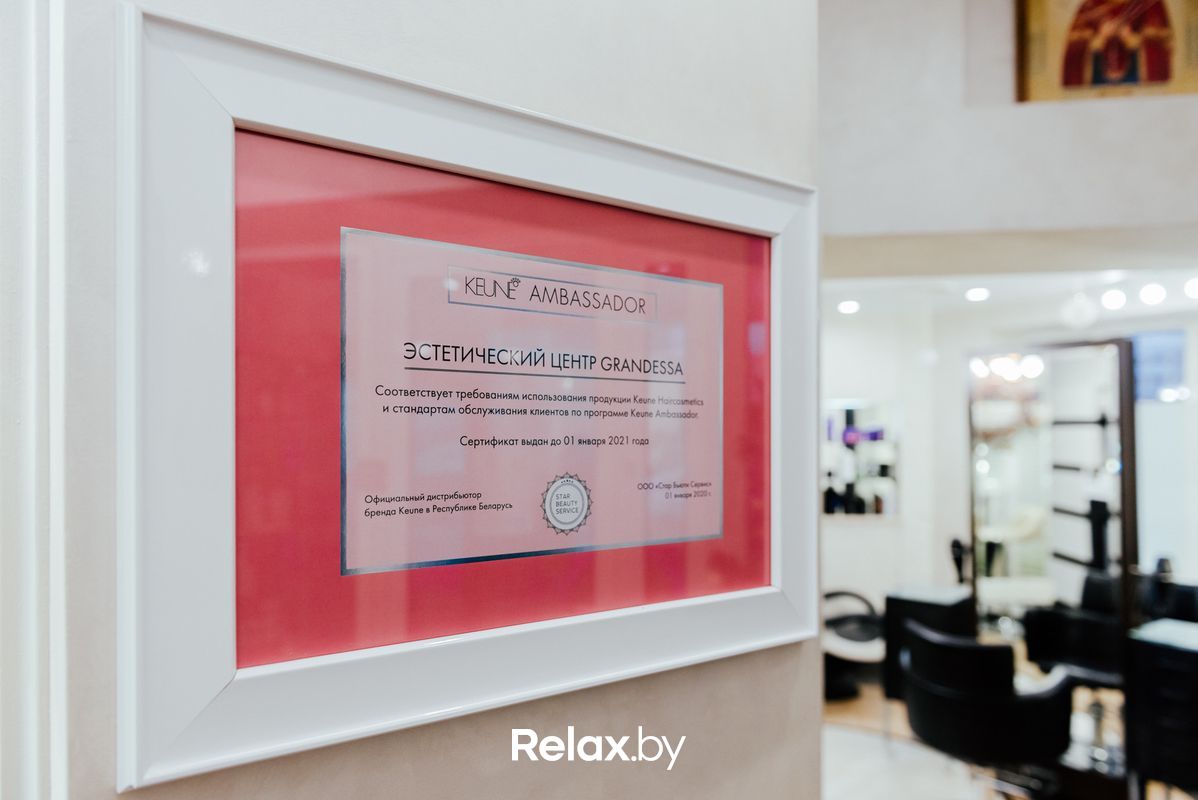 KEUNE AMBASSADOR
ЭСТЕТИЧЕСКИЙ ЦЕНТР GRANDESSA
Соответствует требованиям использования продукции Keune Haircosmetics
и стандартам обслуживания клиентов по программе Keune Ambassador.
Сертификат выдан до 01 января 2021 года
Официальный дистрибьютор
бренда Keune в Республике Беларусь
STAR
BEAUTY
SERVICE
ООО «Стар Бьюти Сервис»
01 января 2020 г.
Relax.by